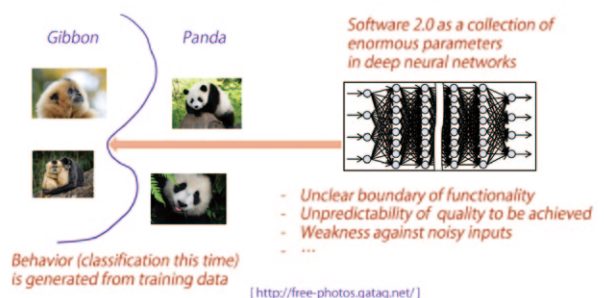 Gibbon
Panda
Software 2.0 as a collection of
enormous parameters
in deep neural networks
- Unclear boundary of functionality
- Unpredictability of quality to be achieved
- Weakness against noisy inputs
- ...
Behavior (classification this time)
is generated from training data
[ http://free-photos.gatag.net/ ]